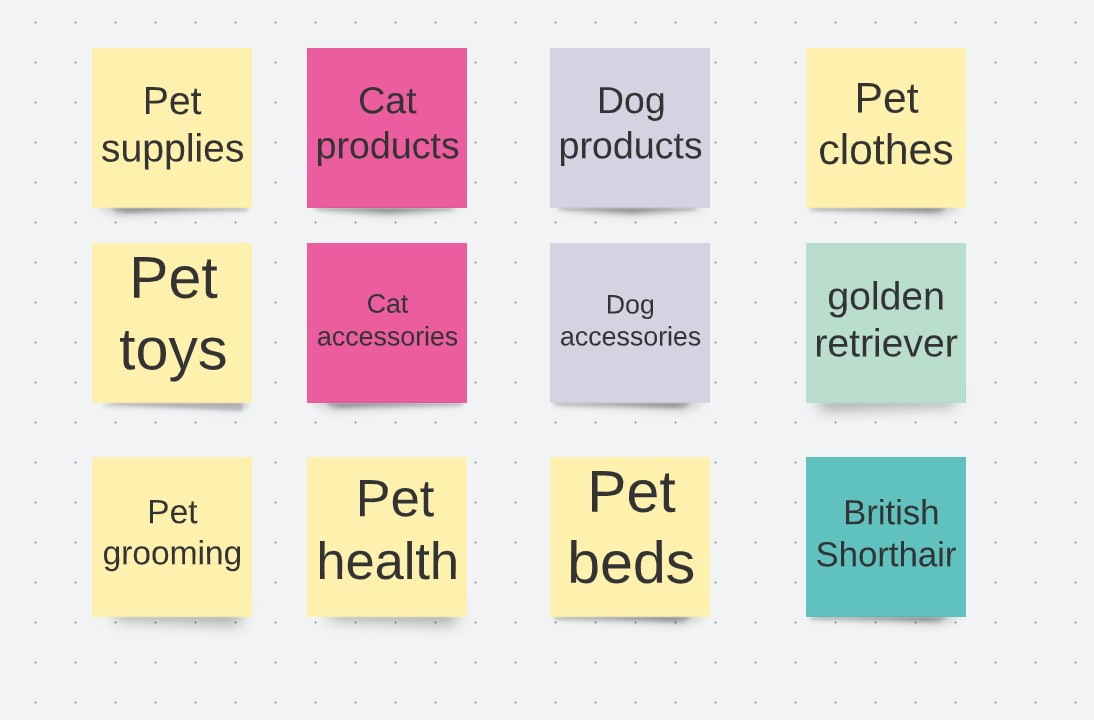 Pet
supplies
Cat
products
Dog
products
Pet
clothes
Pet
toys
Cat
accessories
Dog
accessories
golden
retriever
Pet
grooming
Pet
health
Pet
beds
British
Shorthair